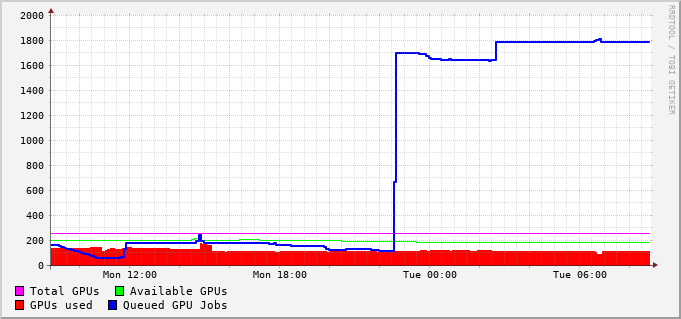 2000
1800
1600
1400
1200
1000
800
600
400
200
0
Mon 12:00 Mon 18:00 Tue 00:00 Tue 06:00
Total GPUs Available GPUs
GPUs used Queued GPU Jobs
RRDTOOL / TOBI OETIKER